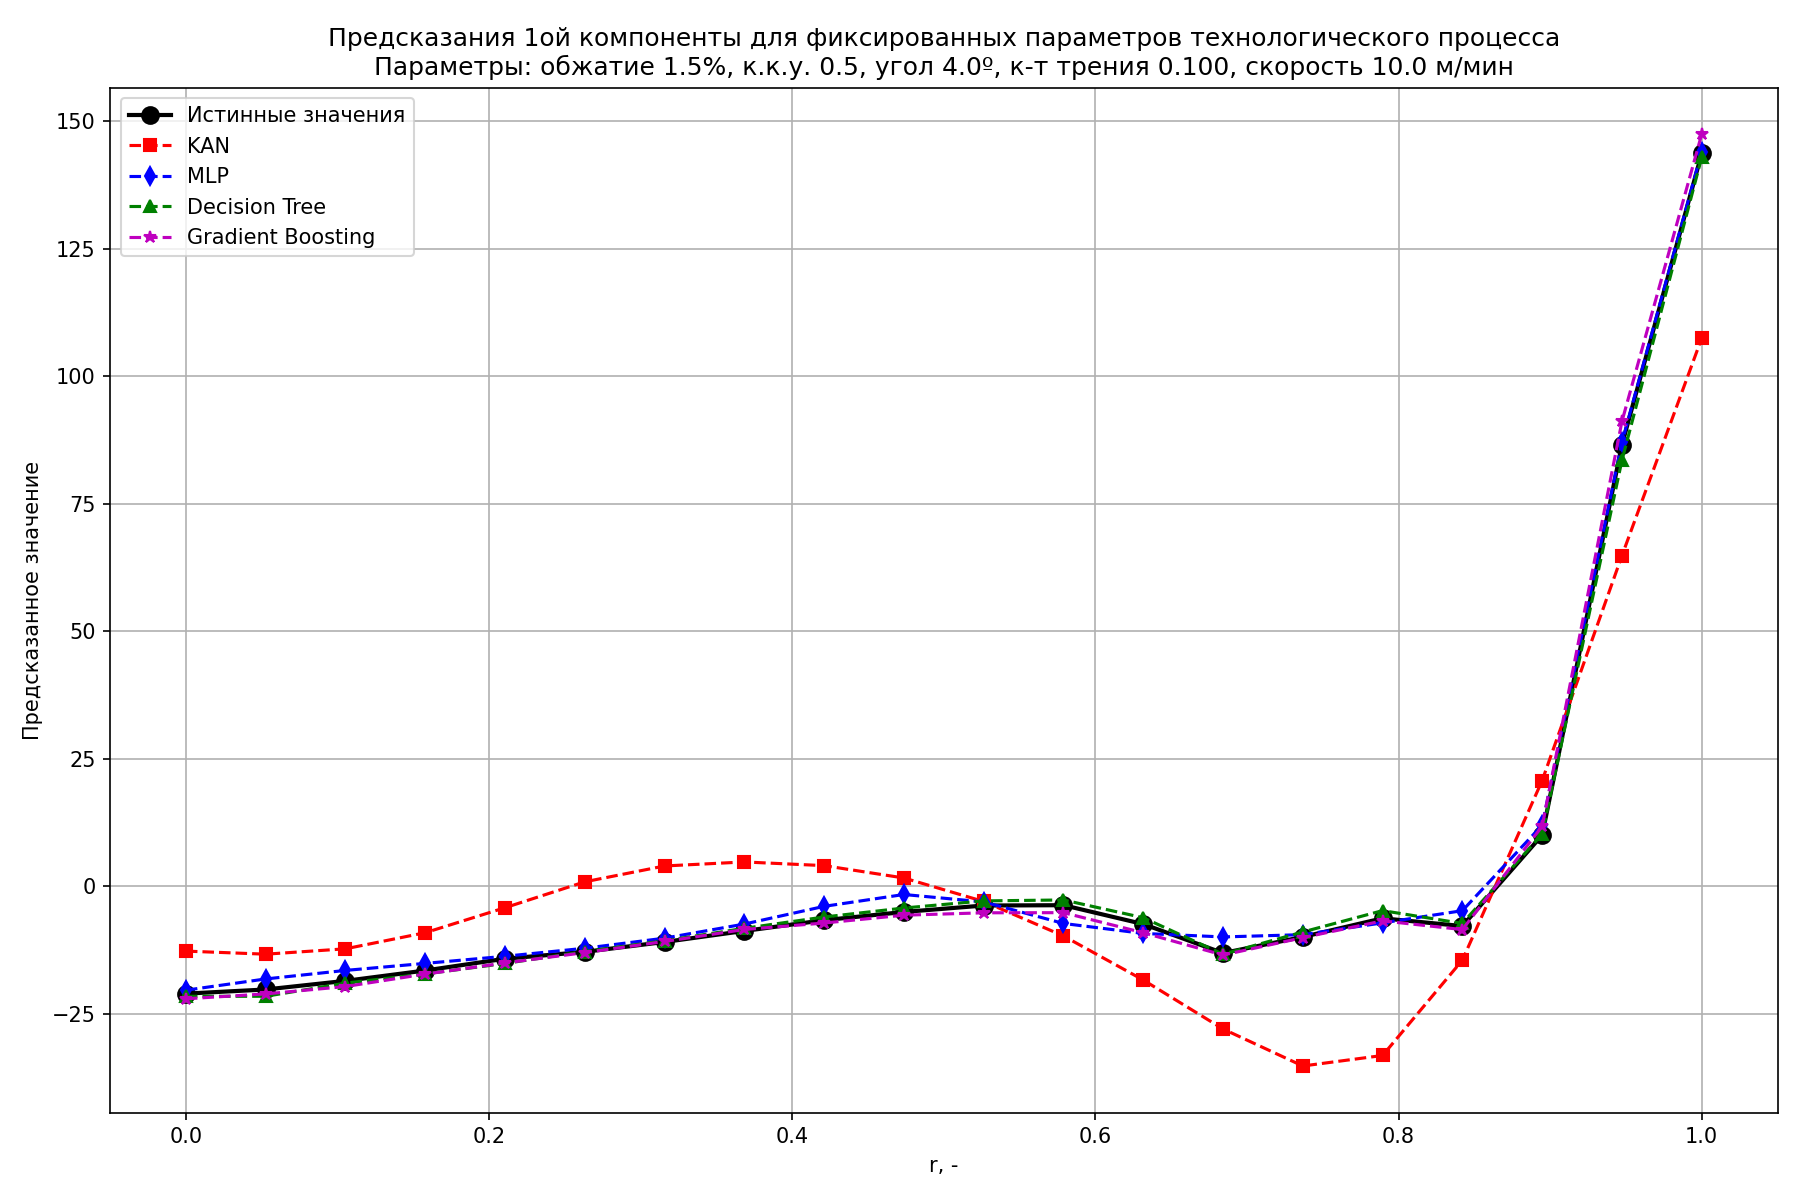 Предсказания 1ой компоненты для фиксированных параметров технологического процесса
Параметры: обжатие 1.5%, к.к.у. 0.5, угол 4.0º, к-т трения 0.100, скорость 10.0 м/мин
Истинные значения
KAN
MLP
Decision Tree
Gradient Boosting
150
125
100
75
50
25
0
−25
Предсказанное значение
0.0
0.2
0.4
0.6
0.8
1.0
r, -